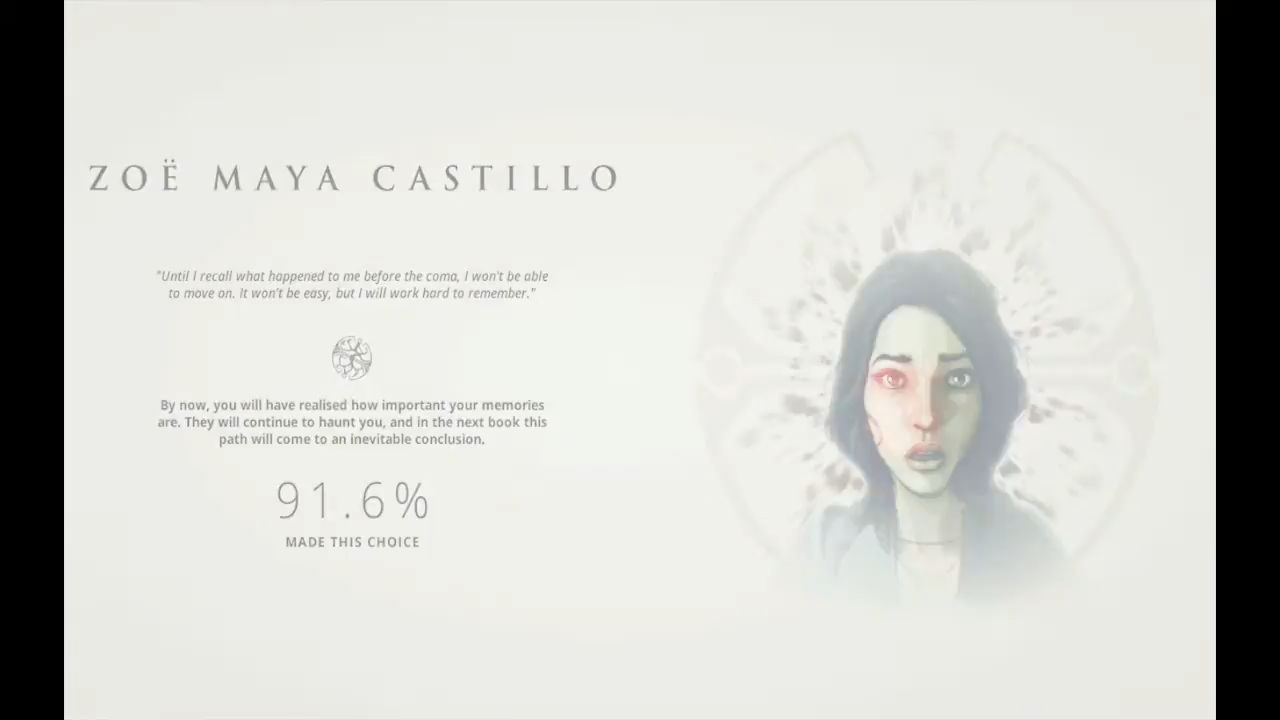 ZOË MAYA CASTILLO
"Until I recall what happened to me before the coma, I won't be able
to move on. It won't be easy, but I will work hard to remember."
By now, you will have realised how important your memories
are. They will continue to haunt you, and in the next book this
path will come to an inevitable conclusion.
91.6%
MADE THIS CHOICE